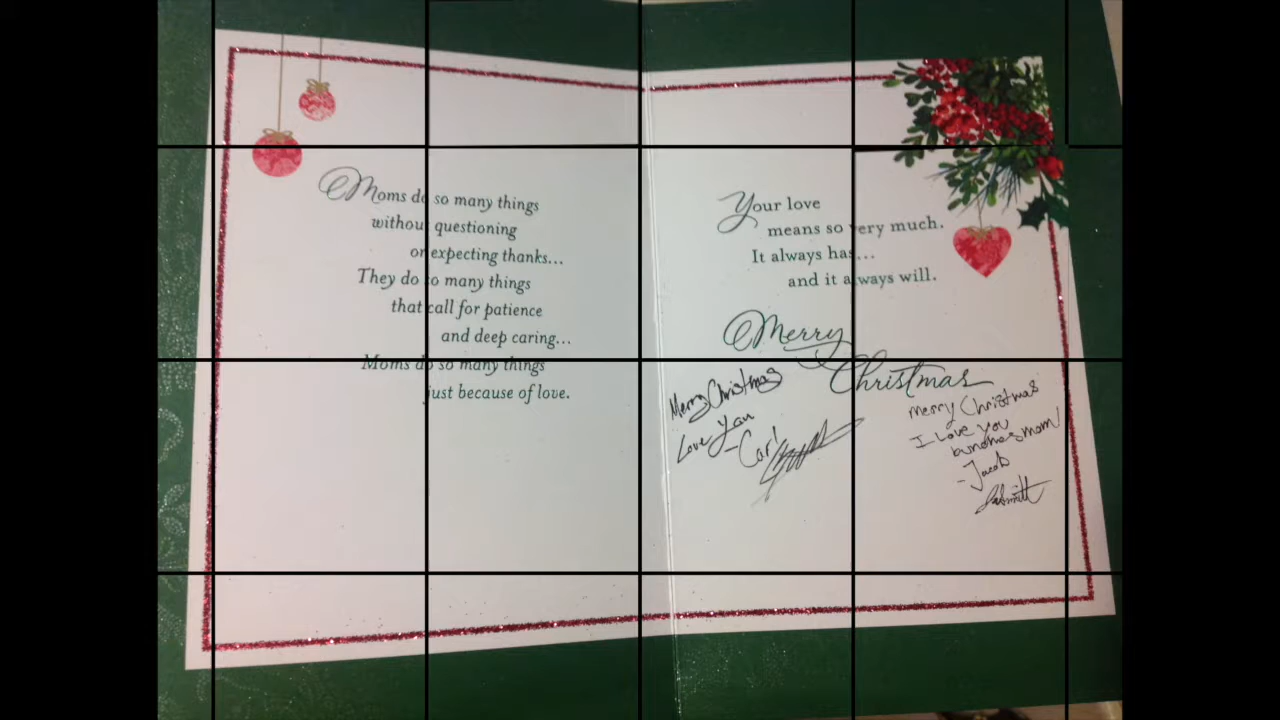 Moms do so many things
without questioning
or expecting thanks...
They do so many things
that call for patience
and deep caring...
Moms do so many things
just because of love.
Your love
means so very much.
It always has...
and it always will.
Merry
Christmas
Merry Christmas
Love you
-Carl
Merry Christmas
I Love you
bunches mom!
-Jacob